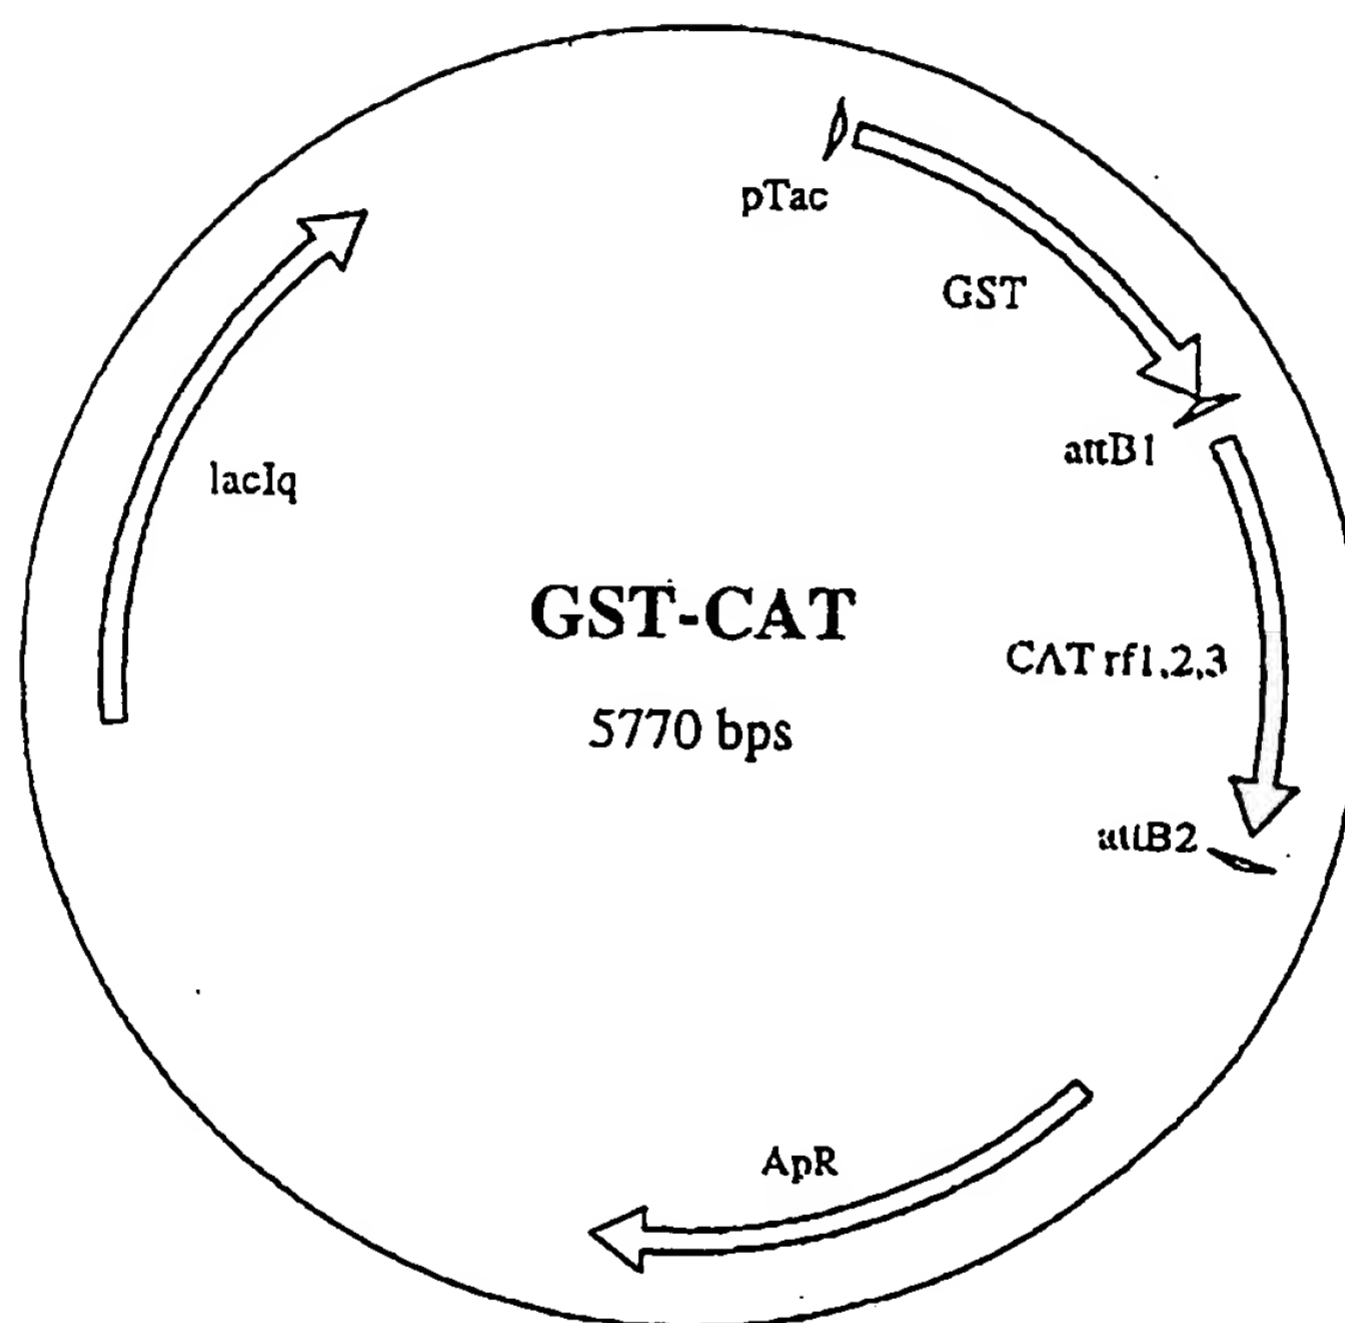 pTac
GST
attB1
lacIq
GST-CAT
CAT rf1,2,3
5770 bps
attB2
ApR